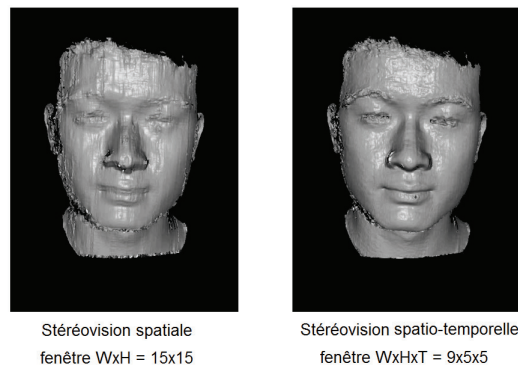 Stéréovision spatiale
fenêtre WxH = 15x15
Stéréovision spatio-temporelle
fenêtre WxHxT = 9x5x5